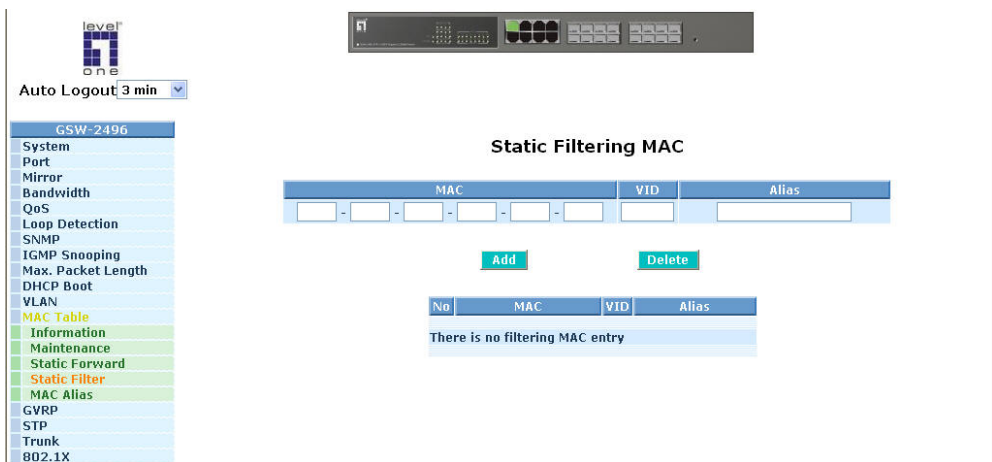 level
one
Auto Logout 3 min
GSW-2496
System
Port
Mirror
Bandwidth
QoS
Loop Detection
SNMP
IGMP Snooping
Max. Packet Length
DHCP Boot
VLAN
MAC Table
Information
Maintenance
Static Forward
Static Filter
MAC Alias
GVRP
STP
Trunk
802.1X
Static Filtering MAC
MAC VID Alias
- - - - -
Add Delete
No MAC VID Alias
There is no filtering MAC entry